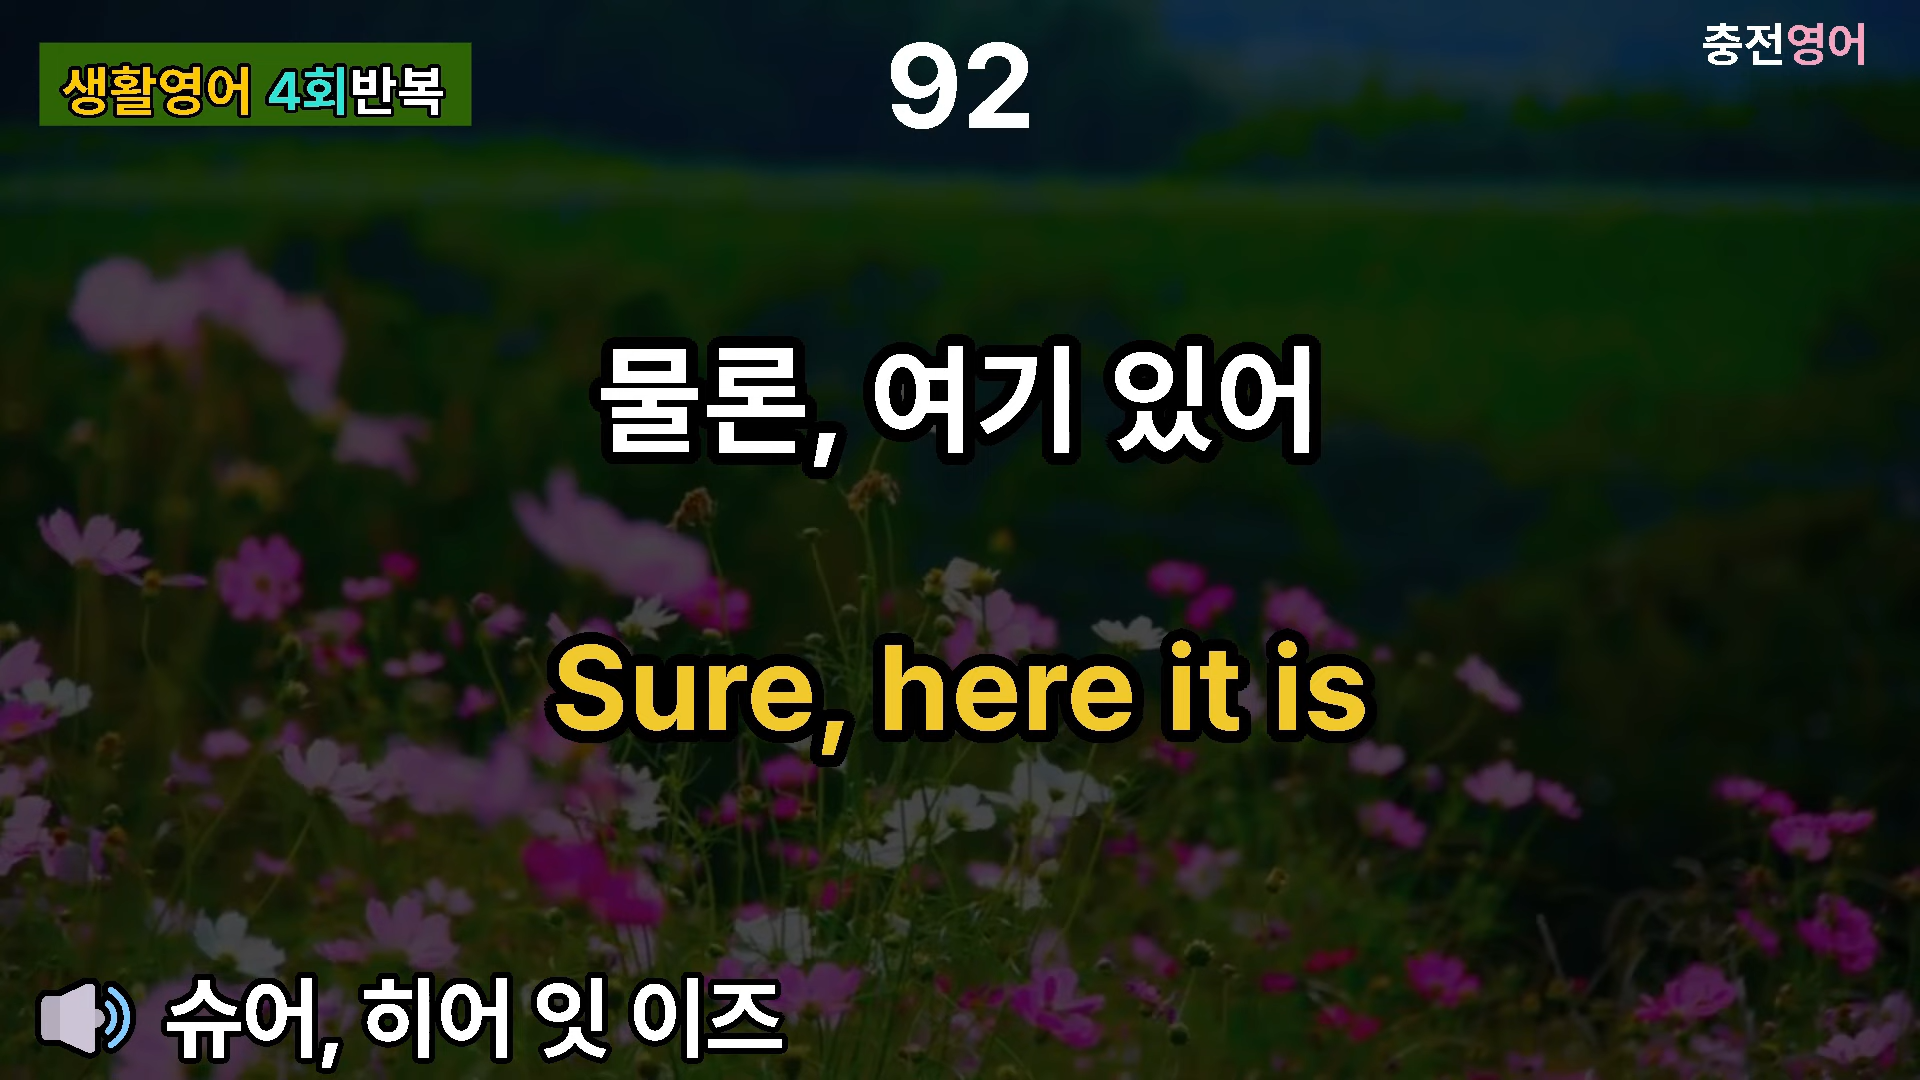 생활영어 4회반복
92
충전영어
물론, 여기 있어
Sure, here it is
슈어, 히어 잇 이즈